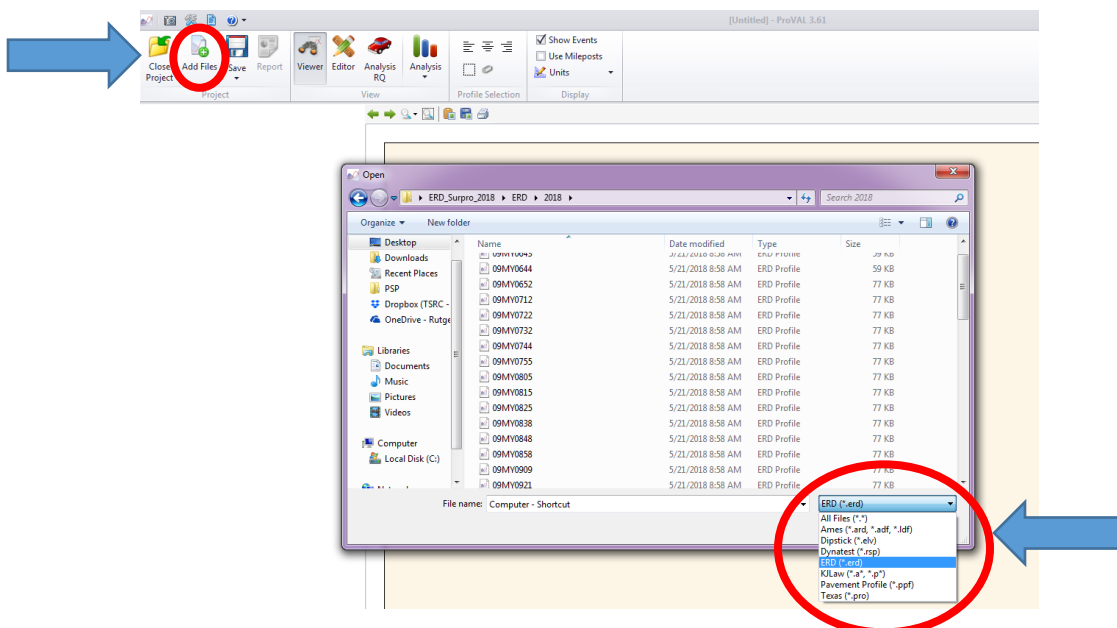 [Untitled] - ProVAL 3.61
Close Project
Add Files
Save
Report
Viewer
Editor
Analysis RQ
Analysis
Show Events
Use Mileposts
Units
Project
View
Profile Selection
Display
Open
ERD_Surpro_2018 ERD 2018
Search 2018
Organize
New folder
Desktop
Downloads
Recent Places
PSP
Dropbox (TSRC -
OneDrive - Rutge
Libraries
Documents
Music
Pictures
Videos
Computer
Local Disk (C:)
Name Date modified Type Size
09MY0644 5/21/2018 8:58 AM ERD Profile 59 KB
09MY0652 5/21/2018 8:58 AM ERD Profile 77 KB
09MY0712 5/21/2018 8:58 AM ERD Profile 77 KB
09MY0722 5/21/2018 8:58 AM ERD Profile 77 KB
09MY0732 5/21/2018 8:58 AM ERD Profile 77 KB
09MY0744 5/21/2018 8:58 AM ERD Profile 77 KB
09MY0755 5/21/2018 8:58 AM ERD Profile 77 KB
09MY0805 5/21/2018 8:58 AM ERD Profile 77 KB
09MY0815 5/21/2018 8:58 AM ERD Profile 77 KB
09MY0825 5/21/2018 8:58 AM ERD Profile 77 KB
09MY0838 5/21/2018 8:58 AM ERD Profile 77 KB
09MY0848 5/21/2018 8:58 AM ERD Profile 77 KB
09MY0858 5/21/2018 8:58 AM ERD Profile 77 KB
09MY0909 5/21/2018 8:58 AM ERD Profile 77 KB
09MY0921 5/21/2018 8:58 AM ERD Profile 77 KB
File name: Computer - Shortcut
ERD (*.erd)
All Files (*.*)
Ames (*.ard, *.adf, *.ldf)
Dipstick (*.elv)
Dynatest (*.rsp)
ERD (*.erd)
KJLaw (*.a*, *.p*)
Pavement Profile (*.ppf)
Texas (*.pro)